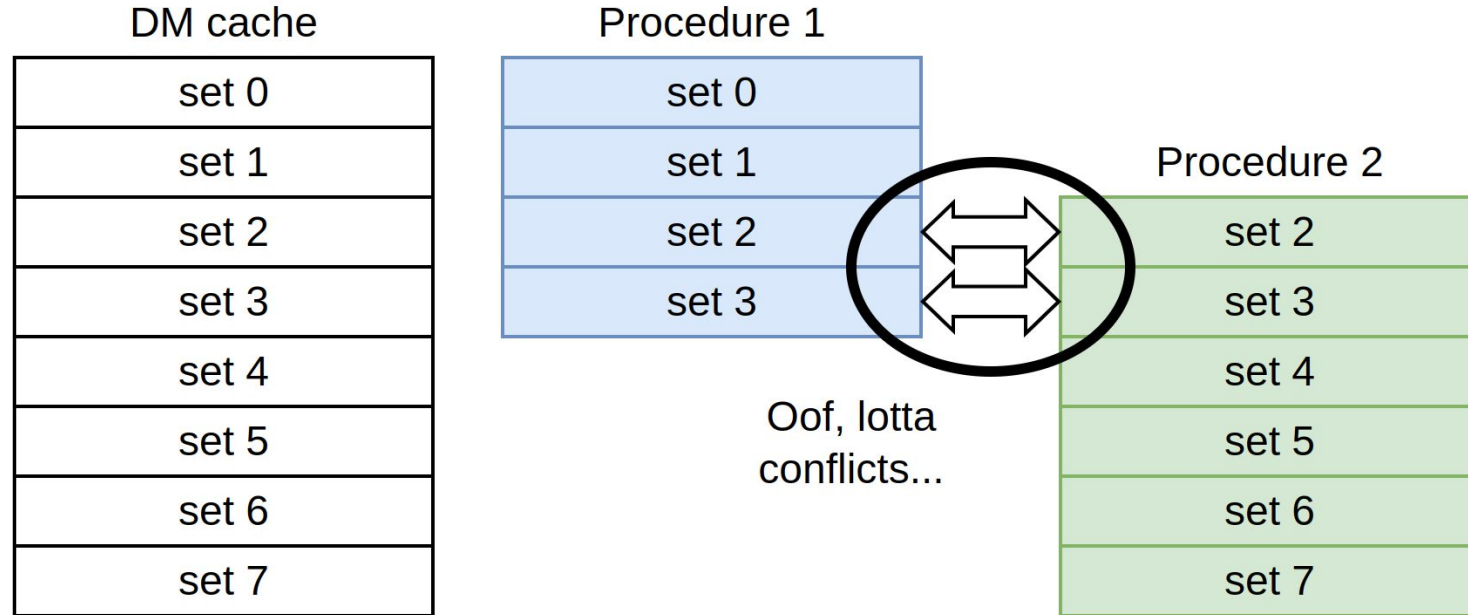 DM cache
set 0
set 1
set 2
set 3
set 4
set 5
set 6
set 7
Procedure 1
set 0
set 1
set 2
set 3
Oof, lotta
conflicts...
Procedure 2
set 2
set 3
set 4
set 5
set 6
set 7